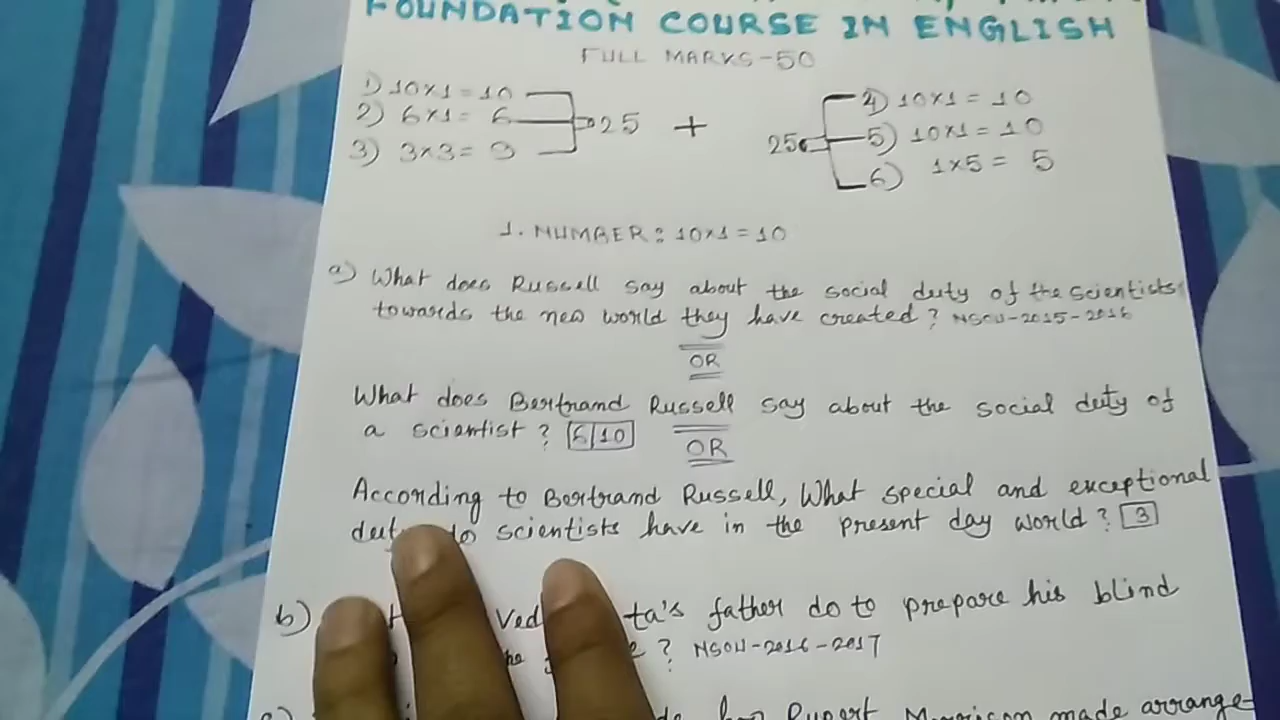 FOUNDATION COURSE IN ENGLISH
FULL MARKS-50
1) 10×1 = 10
2) 6×1 = 6
3) 3×3 = 9
25 + 25
4) 10×1 = 10
5) 10×1 = 10
6) 1×5 = 5
1. NUMBER: 10×1 = 10
a) What does Russell say about the social duty of the scientists
towards the new world they have created? NSOU-2015-2016
OR
What does Bertrand Russell say about the social duty of
a scientist? 6/10
OR
According to Bertrand Russell, What special and exceptional
do scientists have in the present day world? 3
b) Ved father do to prepare his blind
? NSOU-2016-2017
Rupert made arrange-